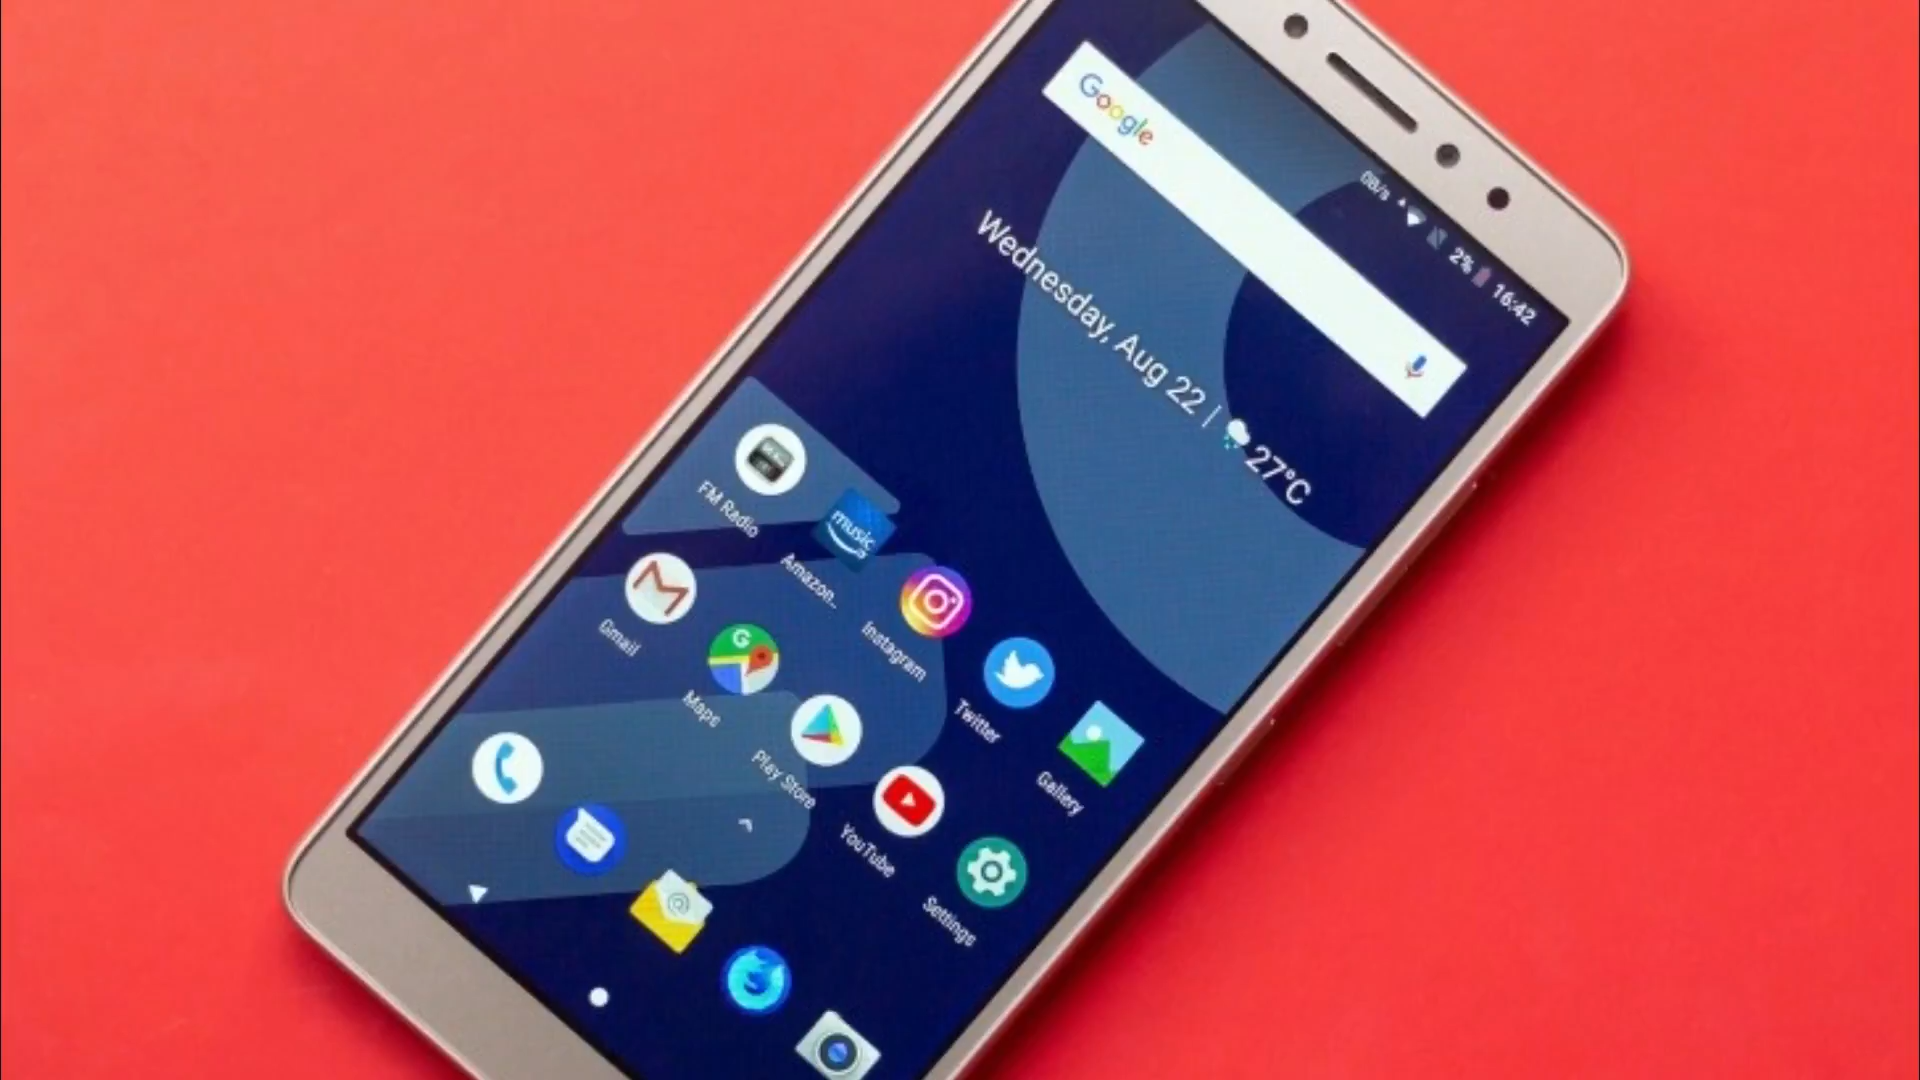 0B/s 2% 16:42
Google
Wednesday, Aug 22 | 27°C
FM Radio
music
Amazon..
Instagram
Twitter
Gallery
Gmail
G
Maps
Play Store
YouTube
Settings
@